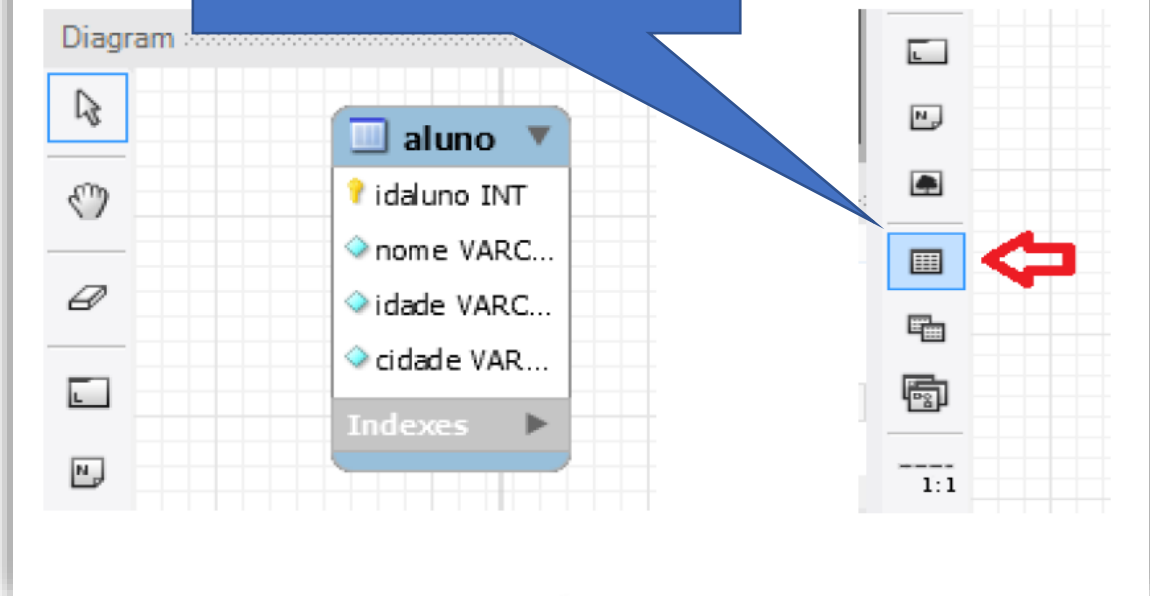 Diagram
aluno
idaluno INT
nome VARC...
idade VARC...
cidade VAR...
Indexes
L
N
L
N
1:1